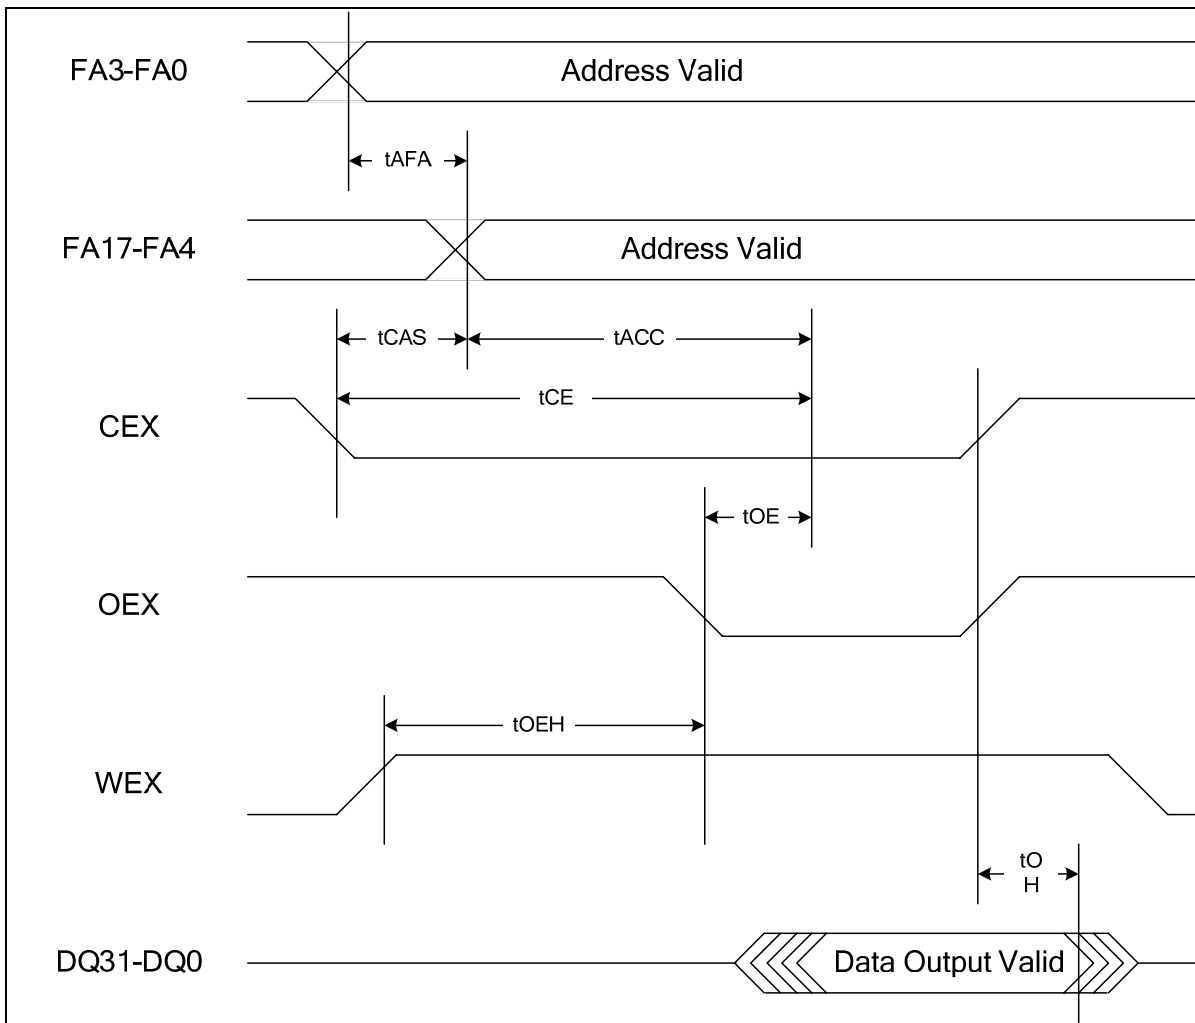 FA3-FA0
Address Valid
tAFA
FA17-FA4
Address Valid
tCAS
tACC
tCE
CEX
tOE
OEX
tOEH
WEX
tO
H
DQ31-DQ0
Data Output Valid